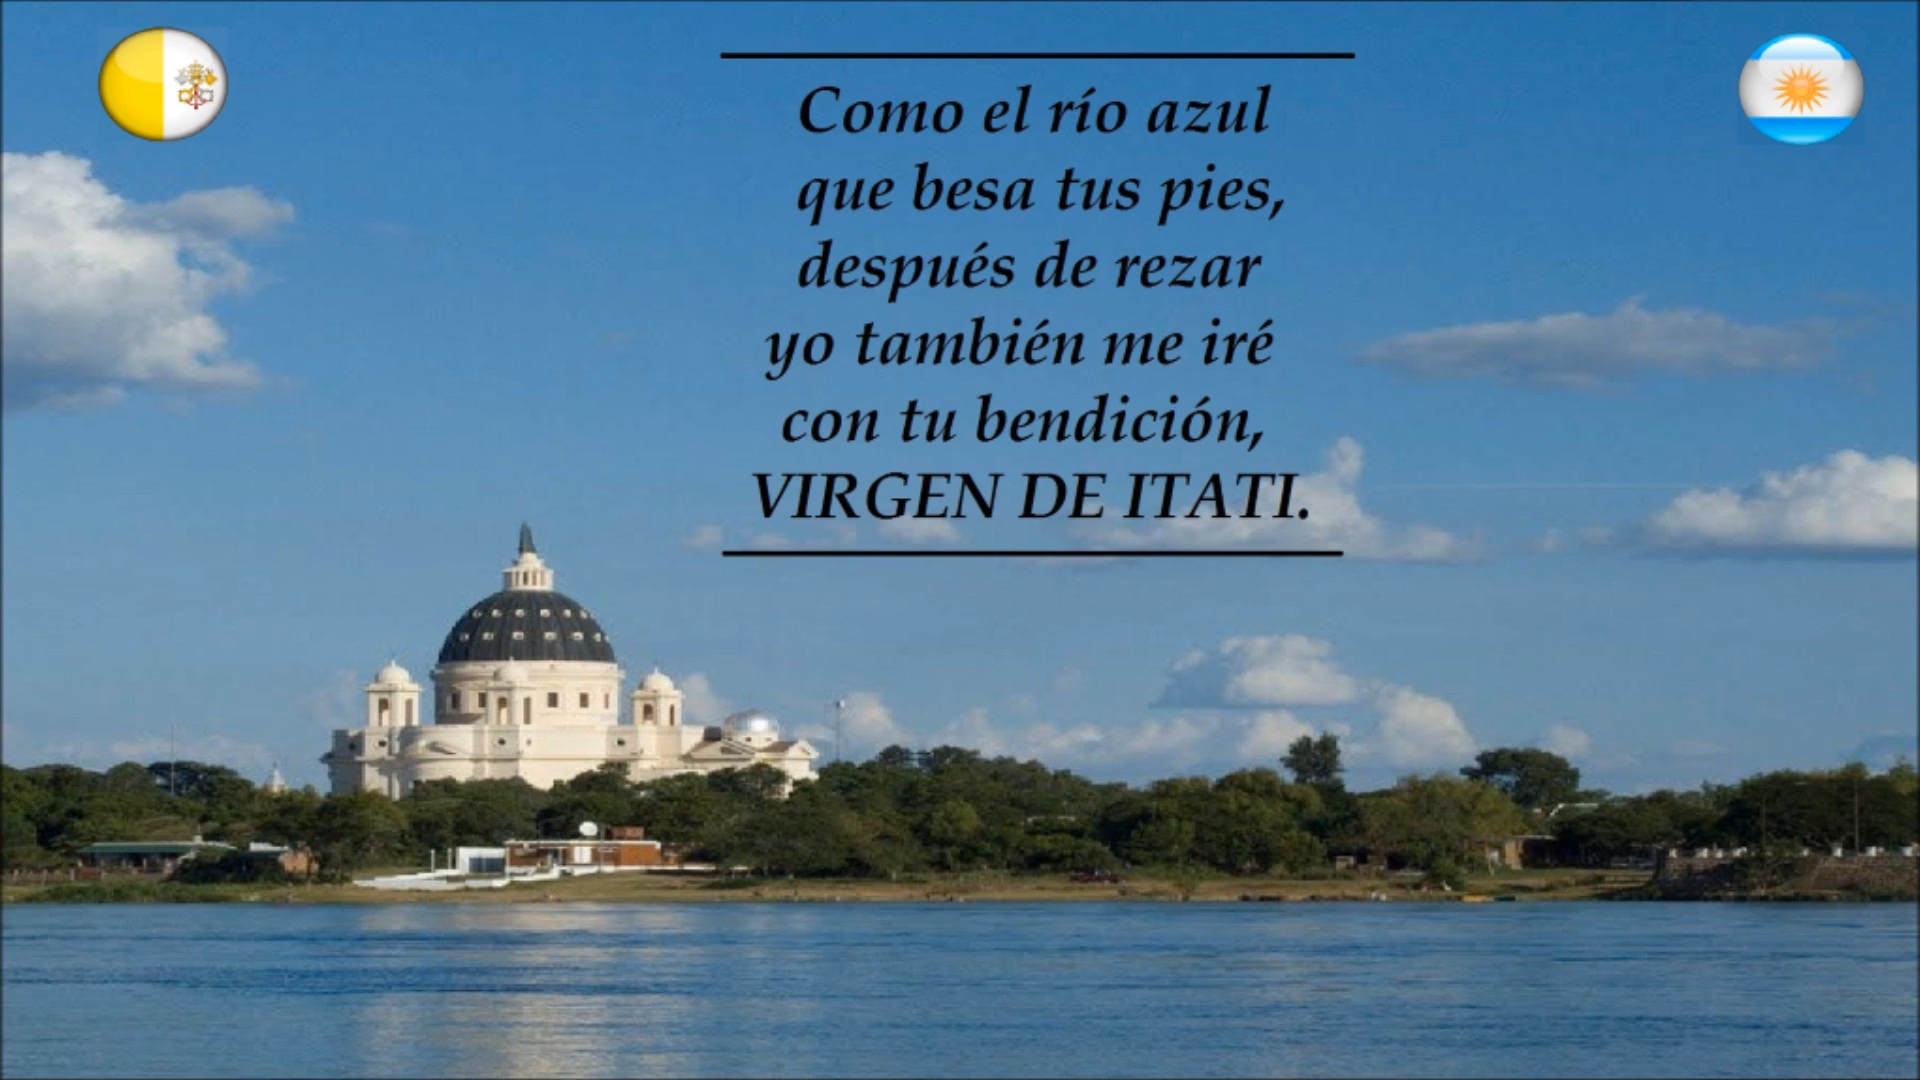 Como el río azul
que besa tus pies,
después de rezar
yo también me iré
con tu bendición,
VIRGEN DE ITATI.